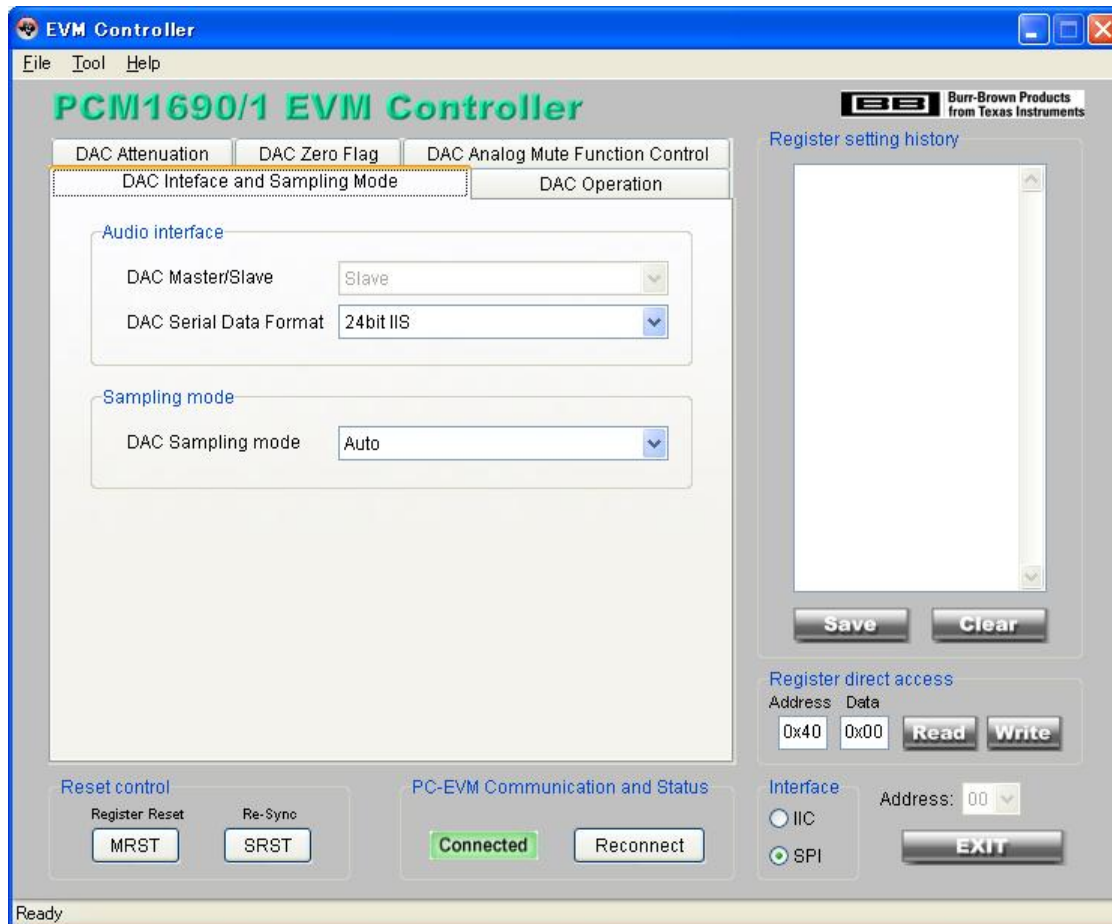 EVM Controller
File Tool Help
PCM1690/1 EVM Controller
BB Burr-Brown Products
from Texas Instruments
DAC Attenuation DAC Zero Flag DAC Analog Mute Function Control
DAC Inteface and Sampling Mode DAC Operation
Audio interface
DAC Master/Slave Slave
DAC Serial Data Format 24bit IIS
Sampling mode
DAC Sampling mode Auto
Register setting history
Save Clear
Register direct access
Address Data
0x40 0x00 Read Write
Reset control
Register Reset Re-Sync
MRST SRST
PC-EVM Communication and Status
Connected Reconnect
Interface
IIC
SPI
Address: 00
EXIT
Ready